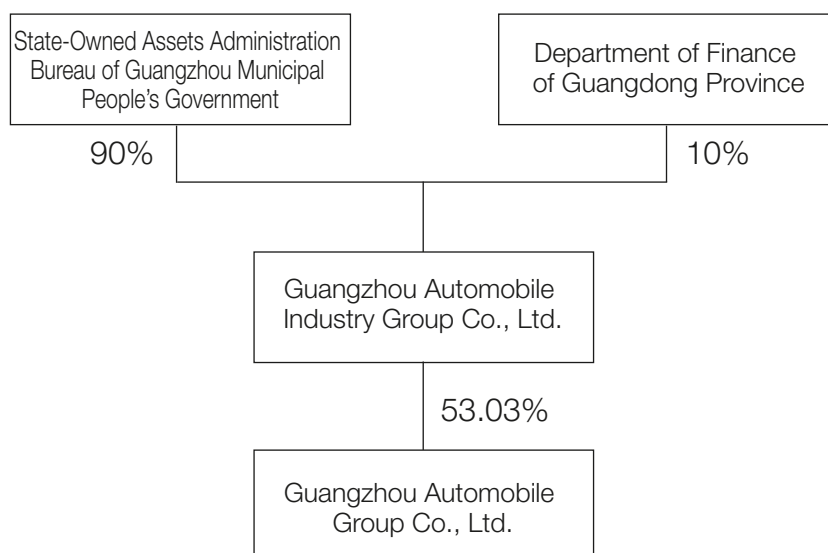 State-Owned Assets Administration
Bureau of Guangzhou Municipal
People's Government
Department of Finance
of Guangdong Province
90%
10%
Guangzhou Automobile
Industry Group Co., Ltd.
53.03%
Guangzhou Automobile
Group Co., Ltd.